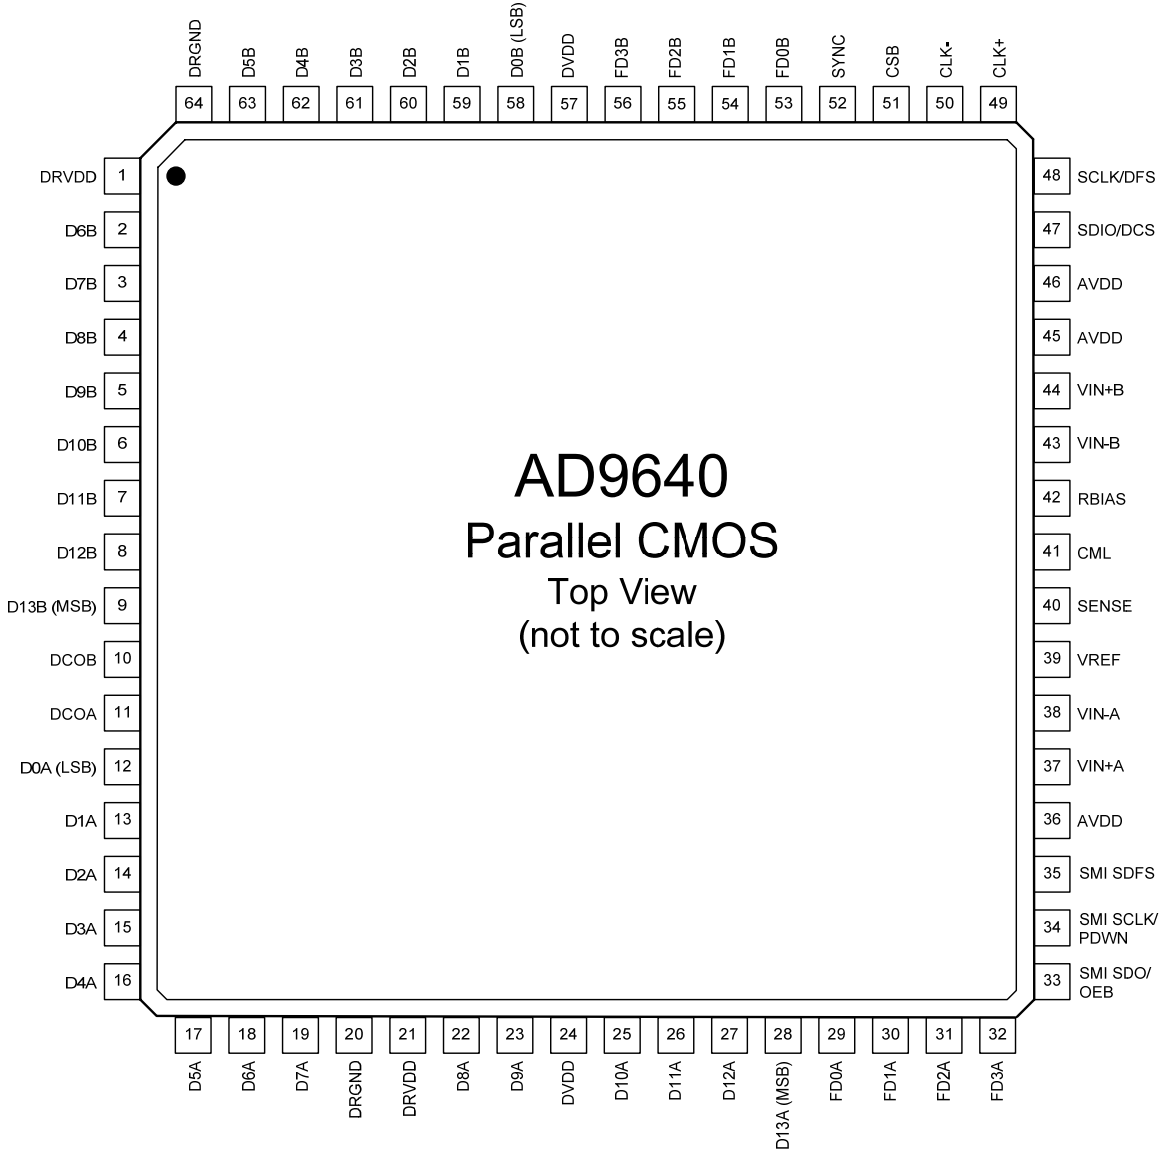 DRGND
D5B
D4B
D3B
D2B
D1B
D0B (LSB)
DVDD
FD3B
FD2B
FD1B
FD0B
SYNC
CSB
CLK-
CLK+
64 63 62 61 60 59 58 57 56 55 54 53 52 51 50 49
DRVDD 1
D6B 2
D7B 3
D8B 4
D9B 5
D10B 6
D11B 7
D12B 8
D13B (MSB) 9
DCOB 10
DCOA 11
D0A (LSB) 12
D1A 13
D2A 14
D3A 15
D4A 16
AD9640
Parallel CMOS
Top View
(not to scale)
48 SCLK/DFS
47 SDIO/DCS
46 AVDD
45 AVDD
44 VIN+B
43 VIN-B
42 RBIAS
41 CML
40 SENSE
39 VREF
38 VIN-A
37 VIN+A
36 AVDD
35 SMI SDFS
34 SMI SCLK/
PDWN
33 SMI SDO/
OEB
17 18 19 20 21 22 23 24 25 26 27 28 29 30 31 32
D5A
D6A
D7A
DRGND
DRVDD
D8A
D9A
DVDD
D10A
D11A
D12A
D13A (MSB)
FD0A
FD1A
FD2A
FD3A